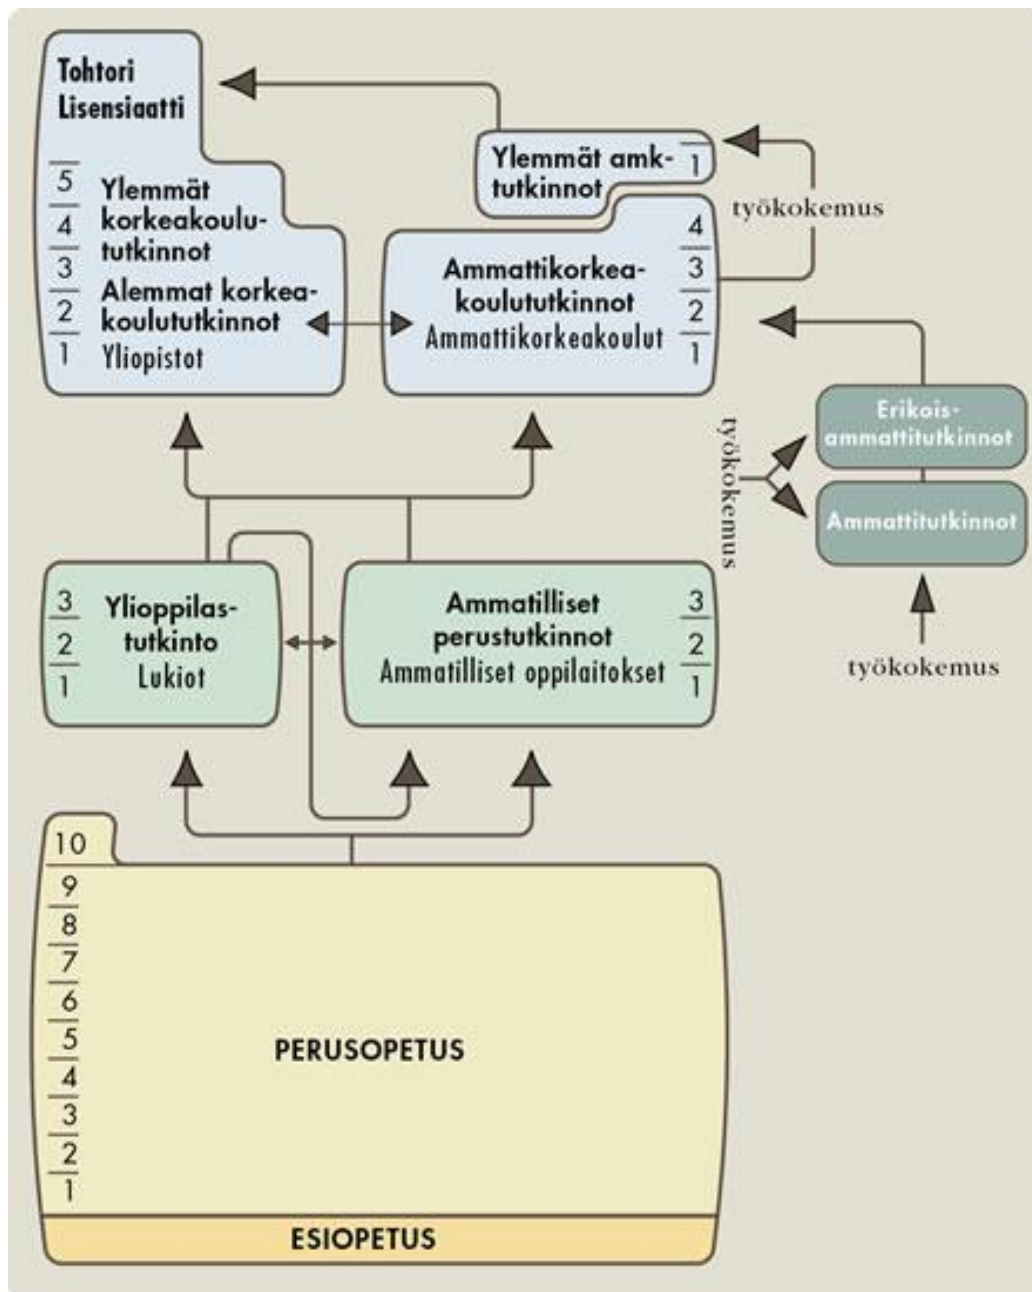 Tohtori
Lisensiaatti
5
4
3
2
1
Ylemmät
korkeakoulu-
tutkinnot
Alemmat korkea-
koulututkinnot
Yliopistot
Ylemmät amk-
tutkinnot
1
työkokemus
Ammattikorkea-
koulututkinnot
Ammattikorkeakoulut
4
3
2
1
Erikois-
ammattitutkinnot
Ammattitutkinnot
työkokemus
työkokemus
3
2
1
Ylioppilas-
tutkinto
Lukiot
Ammatilliset
perustutkinnot
Ammatilliset oppilaitokset
3
2
1
10
9
8
7
6
5
4
3
2
1
PERUSOPETUS
ESIOPETUS